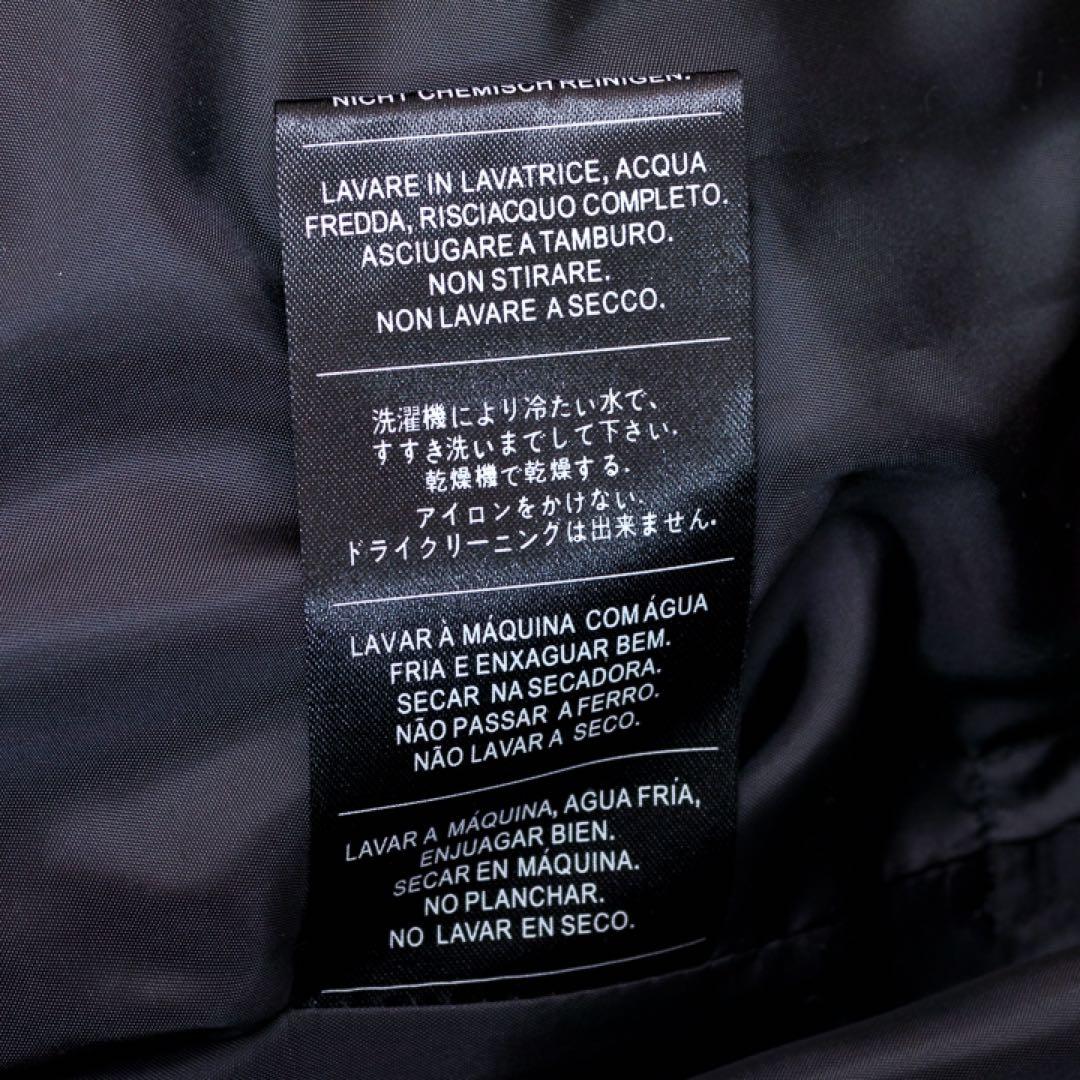 NICHT CHEMISCH REINIGEN.
LAVARE IN LAVATRICE, ACQUA
FREDDA, RISCIACQUO COMPLETO.
ASCIUGARE A TAMBURO.
NON STIRARE.
NON LAVARE A SECCO.
洗濯機により冷たい水で、
すすき洗いまでして下さい.
乾燥機で乾燥する.
アイロンをかけない.
ドライクリーニングは出来ません.
LAVAR À MÁQUINA COM ÁGUA
FRIA E ENXAGUAR BEM.
SECAR NA SECADORA.
NÃO PASSAR A FERRO.
NÃO LAVAR A SECO.
LAVAR A MÁQUINA, AGUA FRÍA,
ENJUAGAR BIEN.
SECAR EN MÁQUINA.
NO PLANCHAR.
NO LAVAR EN SECO.